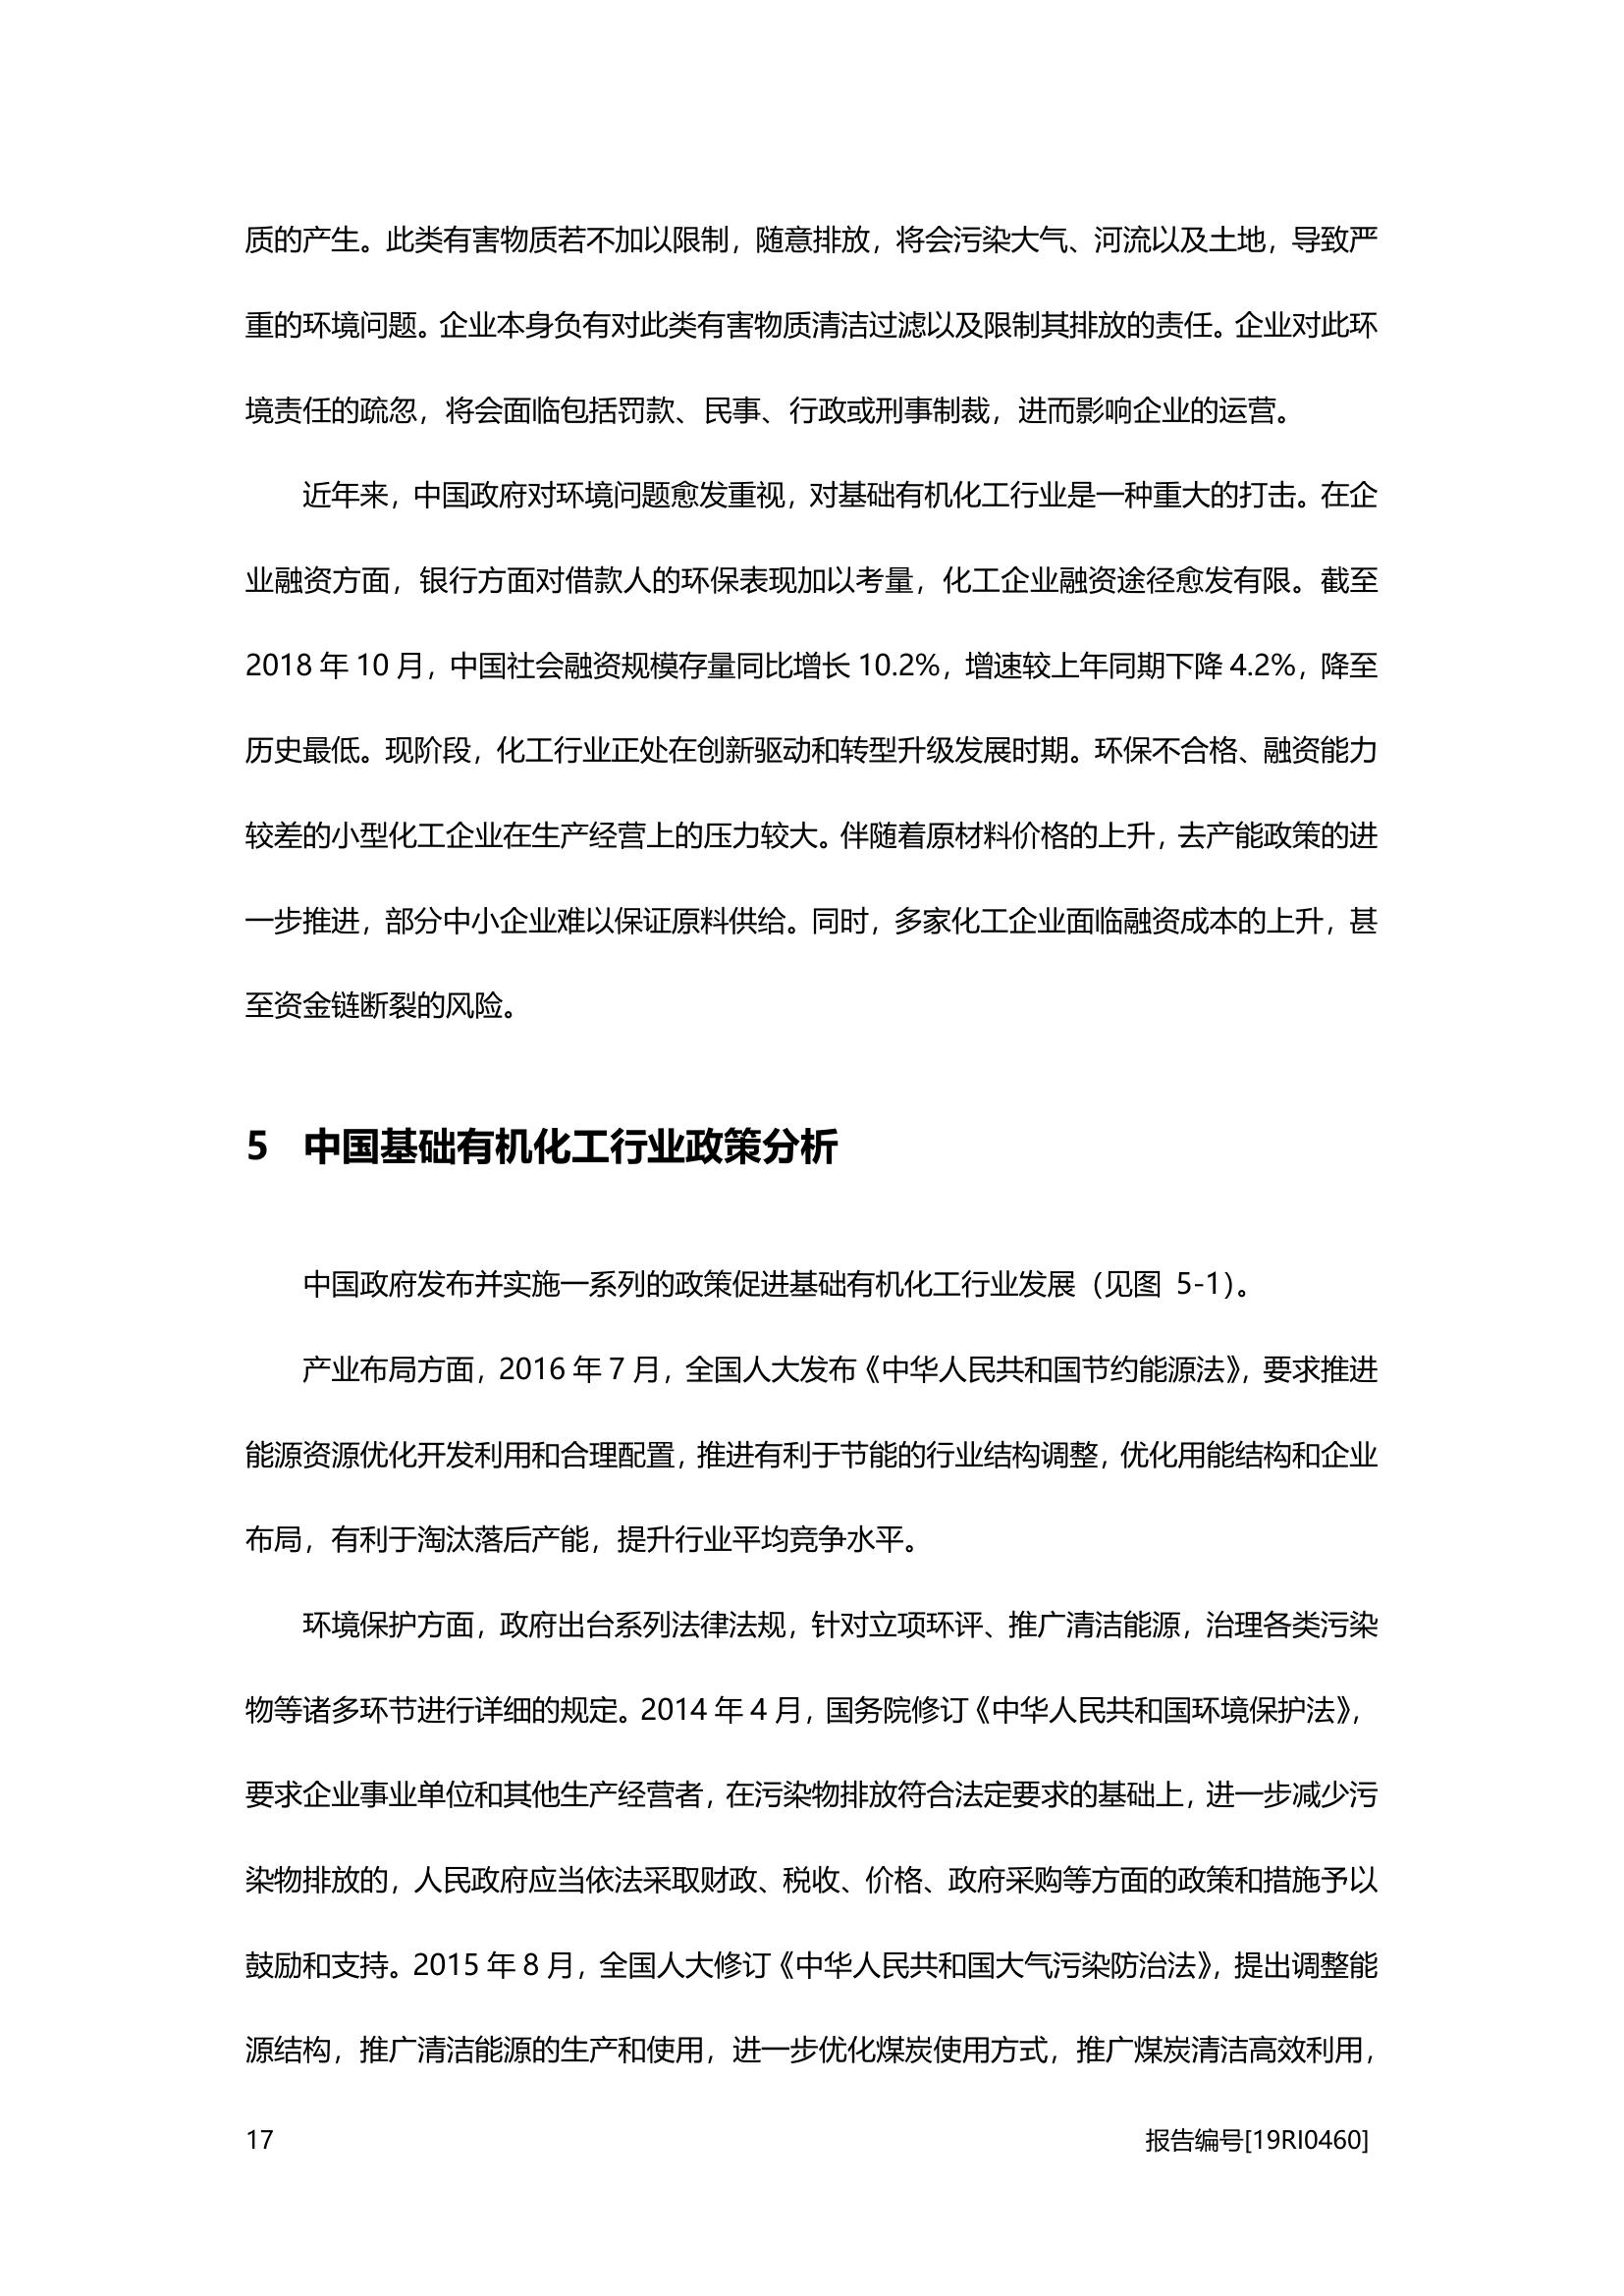 质的产生。此类有害物质若不加以限制，随意排放，将会污染大气、河流以及土地，导致严
重的环境问题。企业本身负有对此类有害物质清洁过滤以及限制其排放的责任。企业对此环
境责任的疏忽，将会面临包括罚款、民事、行政或刑事制裁，进而影响企业的运营。
近年来，中国政府对环境问题愈发重视，对基础有机化工行业是一种重大的打击。在企
业融资方面，银行方面对借款人的环保表现加以考量，化工企业融资途径愈发有限。截至
2018 年 10 月，中国社会融资规模存量同比增长 10.2%，增速较上年同期下降 4.2%，降至
历史最低。现阶段，化工行业正处在创新驱动和转型升级发展时期。环保不合格、融资能力
较差的小型化工企业在生产经营上的压力较大。伴随着原材料价格的上升，去产能政策的进
一步推进，部分中小企业难以保证原料供给。同时，多家化工企业面临融资成本的上升，甚
至资金链断裂的风险。
5 中国基础有机化工行业政策分析
中国政府发布并实施一系列的政策促进基础有机化工行业发展（见图 5-1）。
产业布局方面，2016 年 7 月，全国人大发布《中华人民共和国节约能源法》，要求推进
能源资源优化开发利用和合理配置，推进有利于节能的行业结构调整，优化用能结构和企业
布局，有利于淘汰落后产能，提升行业平均竞争水平。
环境保护方面，政府出台系列法律法规，针对立项环评、推广清洁能源，治理各类污染
物等诸多环节进行详细的规定。2014 年 4 月，国务院修订《中华人民共和国环境保护法》，
要求企业事业单位和其他生产经营者，在污染物排放符合法定要求的基础上，进一步减少污
染物排放的，人民政府应当依法采取财政、税收、价格、政府采购等方面的政策和措施予以
鼓励和支持。2015 年 8 月，全国人大修订《中华人民共和国大气污染防治法》，提出调整能
源结构，推广清洁能源的生产和使用，进一步优化煤炭使用方式，推广煤炭清洁高效利用，
17 报告编号[19RI0460]